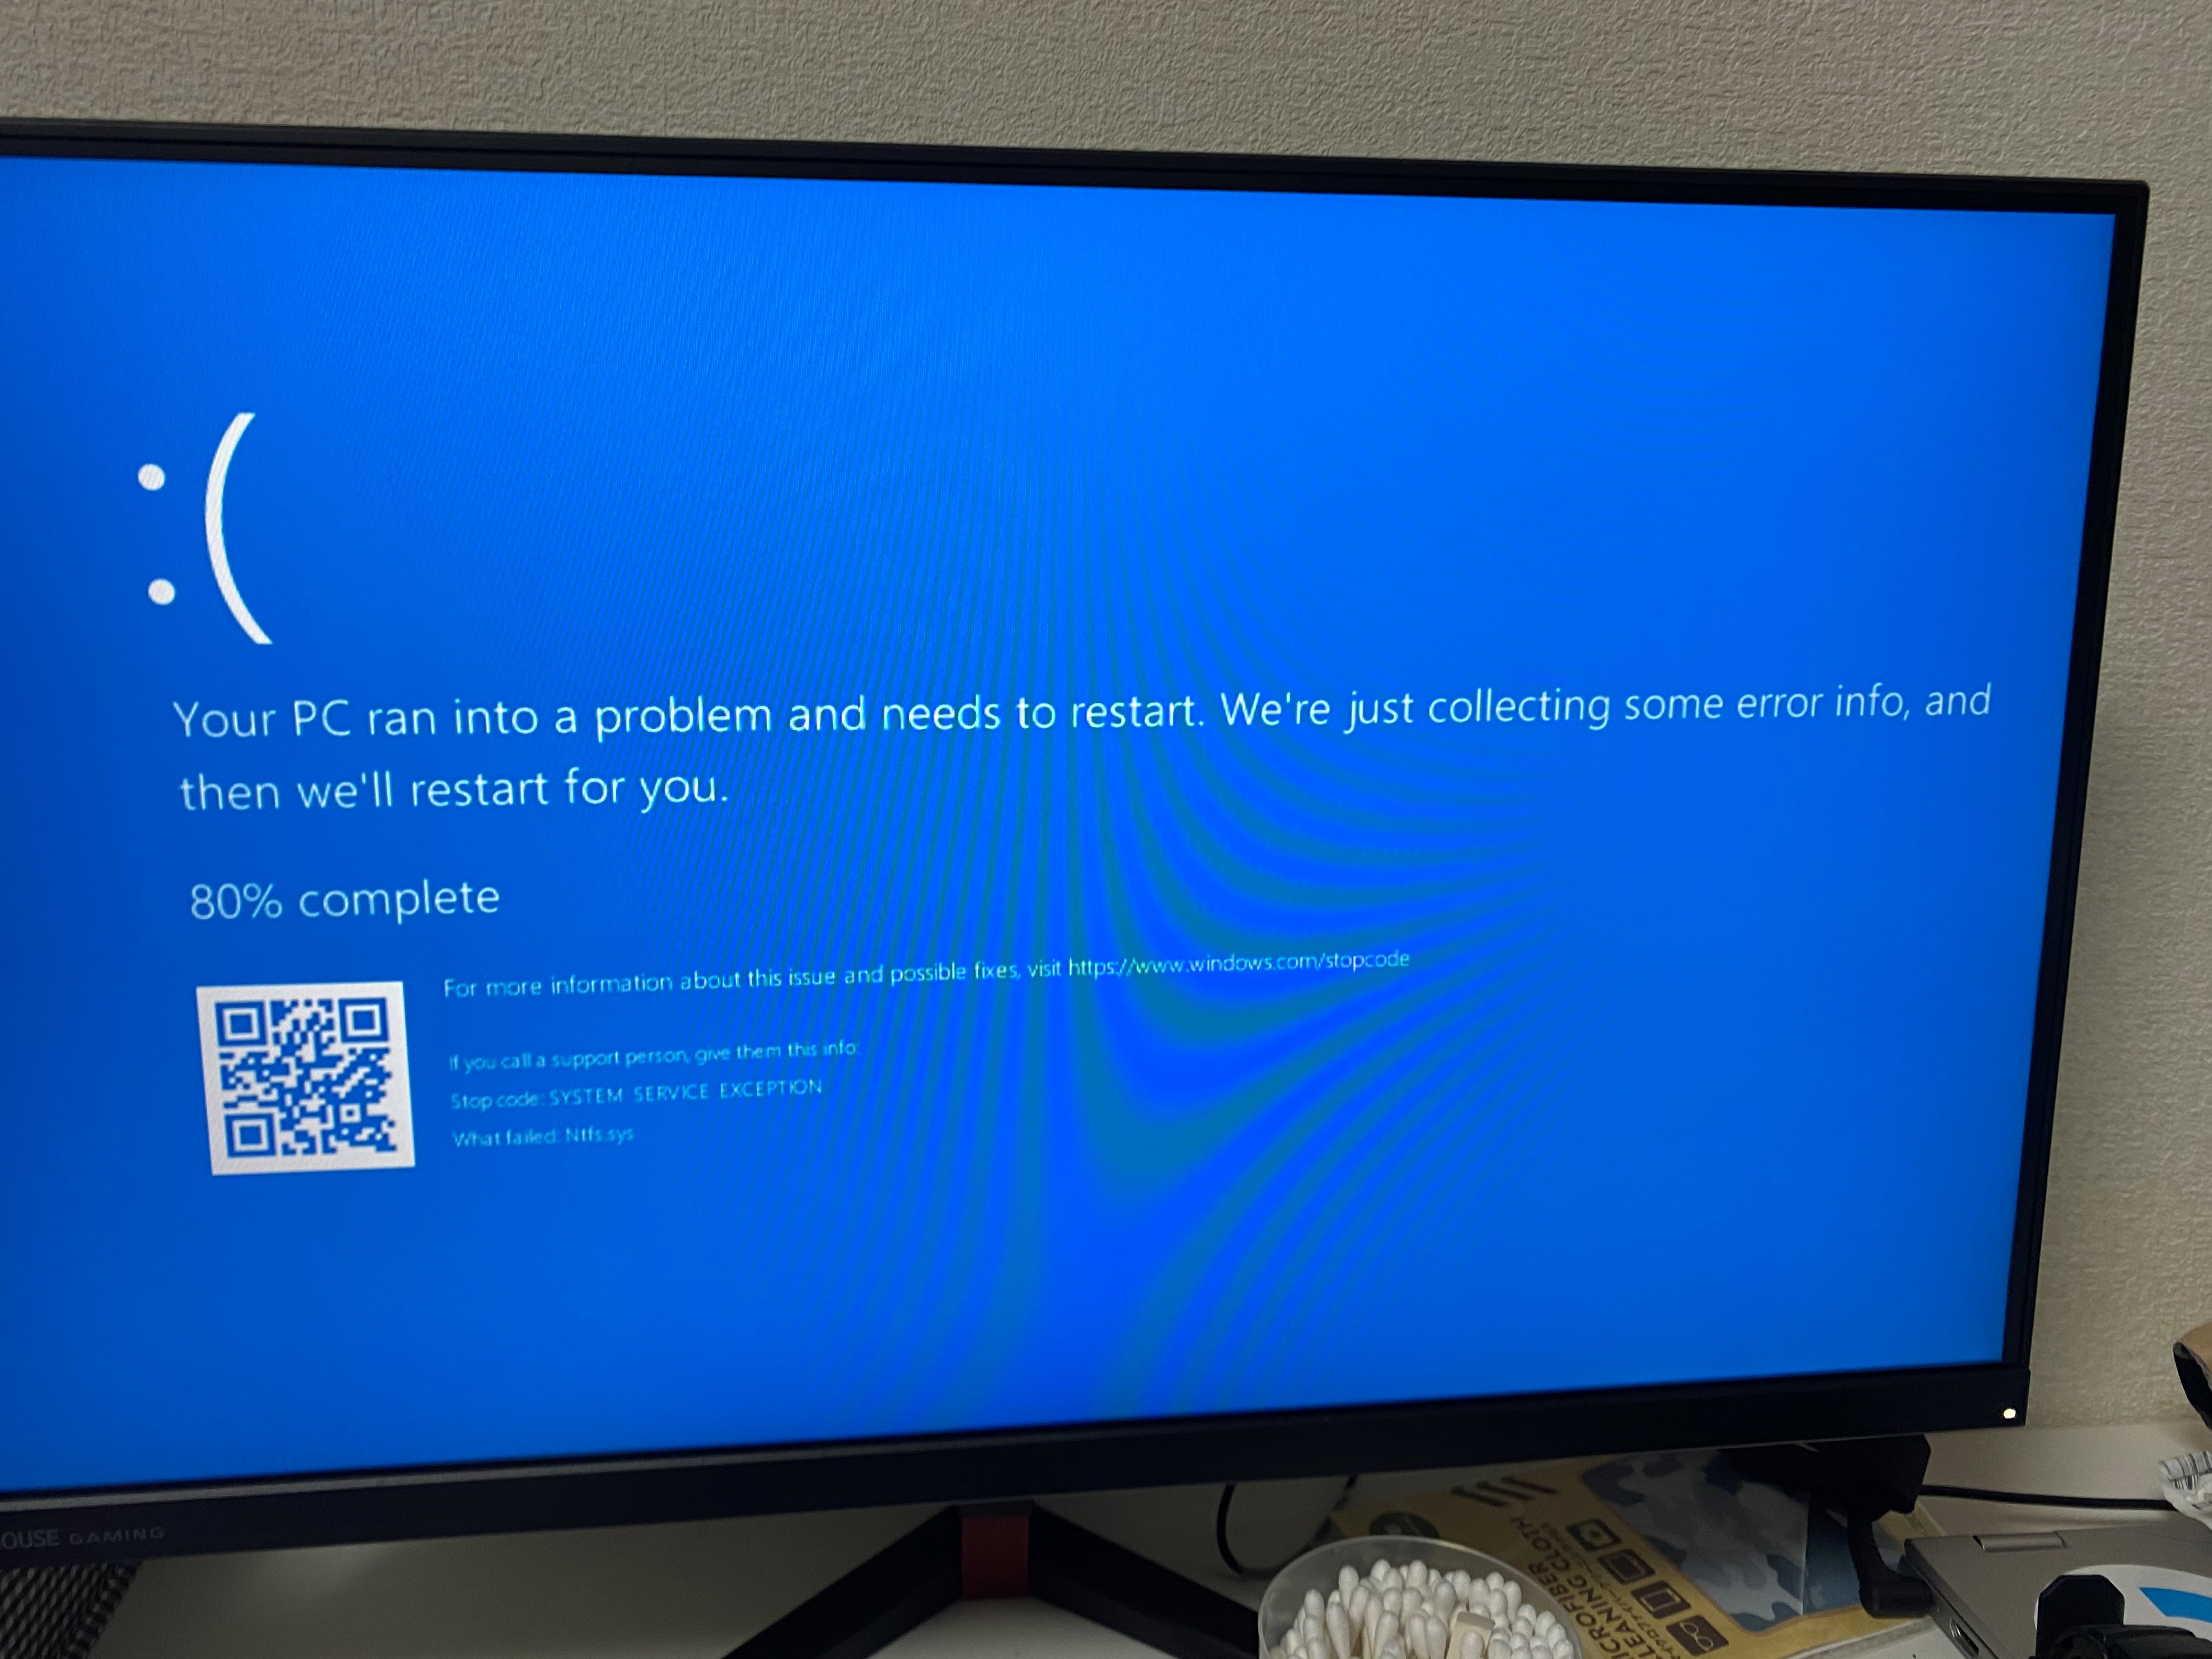 :(
Your PC ran into a problem and needs to restart. We're just collecting some error info, and
then we'll restart for you.
80% complete
For more information about this issue and possible fixes, visit https://www.windows.com/stopcode
If you call a support person, give them this info:
Stop code: SYSTEM SERVICE EXCEPTION
What failed: Ntfs.sys
GAMING
MICROFIBER
CLEANING CLOTH